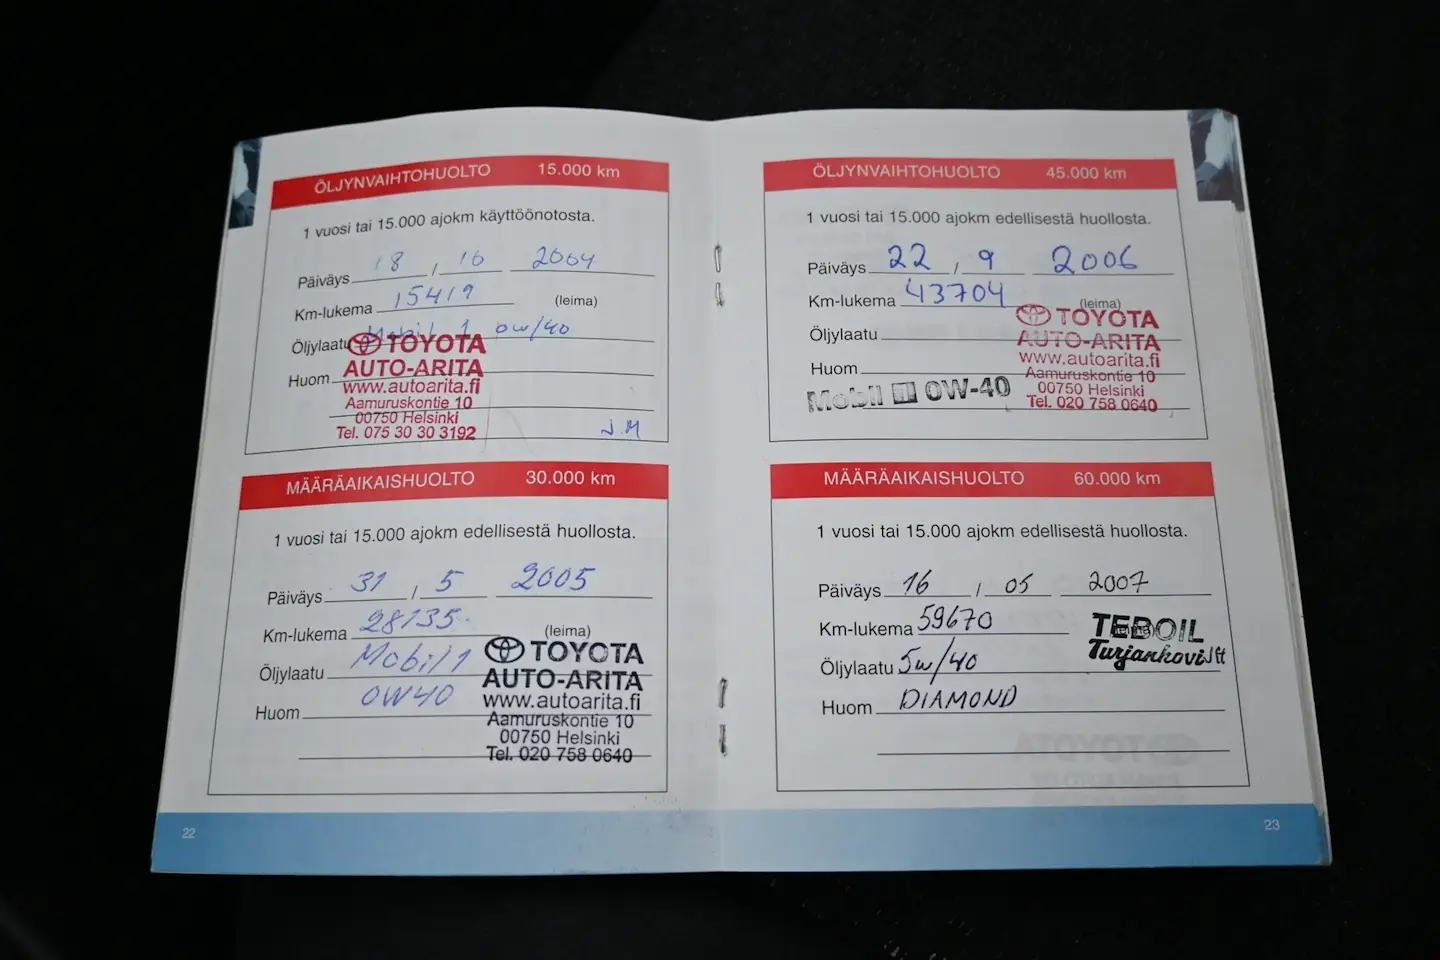 ÖLJYNVAIHTOHUOLTO 15.000 km
1 vuosi tai 15.000 ajokm käyttöönotosta.
Päiväys 18 / 10 2004
Km-lukema 15419 (leima)
Öljylaatu Mobil 1 0w/40
Huom
TOYOTA
AUTO-ARITA
www.autoarita.fi
Aamuruskontie 10
00750 Helsinki
Tel. 075 30 30 3192
J.M
MÄÄRÄAIKAISHUOLTO 30.000 km
1 vuosi tai 15.000 ajokm edellisestä huollosta.
Päiväys 31 / 5 2005
Km-lukema 28135 (leima)
Öljylaatu Mobil 1
0W40
Huom
TOYOTA
AUTO-ARITA
www.autoarita.fi
Aamuruskontie 10
00750 Helsinki
Tel. 020 758 0640
22
ÖLJYNVAIHTOHUOLTO 45.000 km
1 vuosi tai 15.000 ajokm edellisestä huollosta.
Päiväys 22 / 9 2006
Km-lukema 43704 (leima)
Öljylaatu
Huom
Mobil 1 0W-40
TOYOTA
AUTO-ARITA
www.autoarita.fi
Aamuruskontie 10
00750 Helsinki
Tel. 020 758 0640
MÄÄRÄAIKAISHUOLTO 60.000 km
1 vuosi tai 15.000 ajokm edellisestä huollosta.
Päiväys 16 / 05 2007
Km-lukema 59670 (leima)
Öljylaatu 5w/40
Huom DIAMOND
TEBOIL
Turjankovi
23